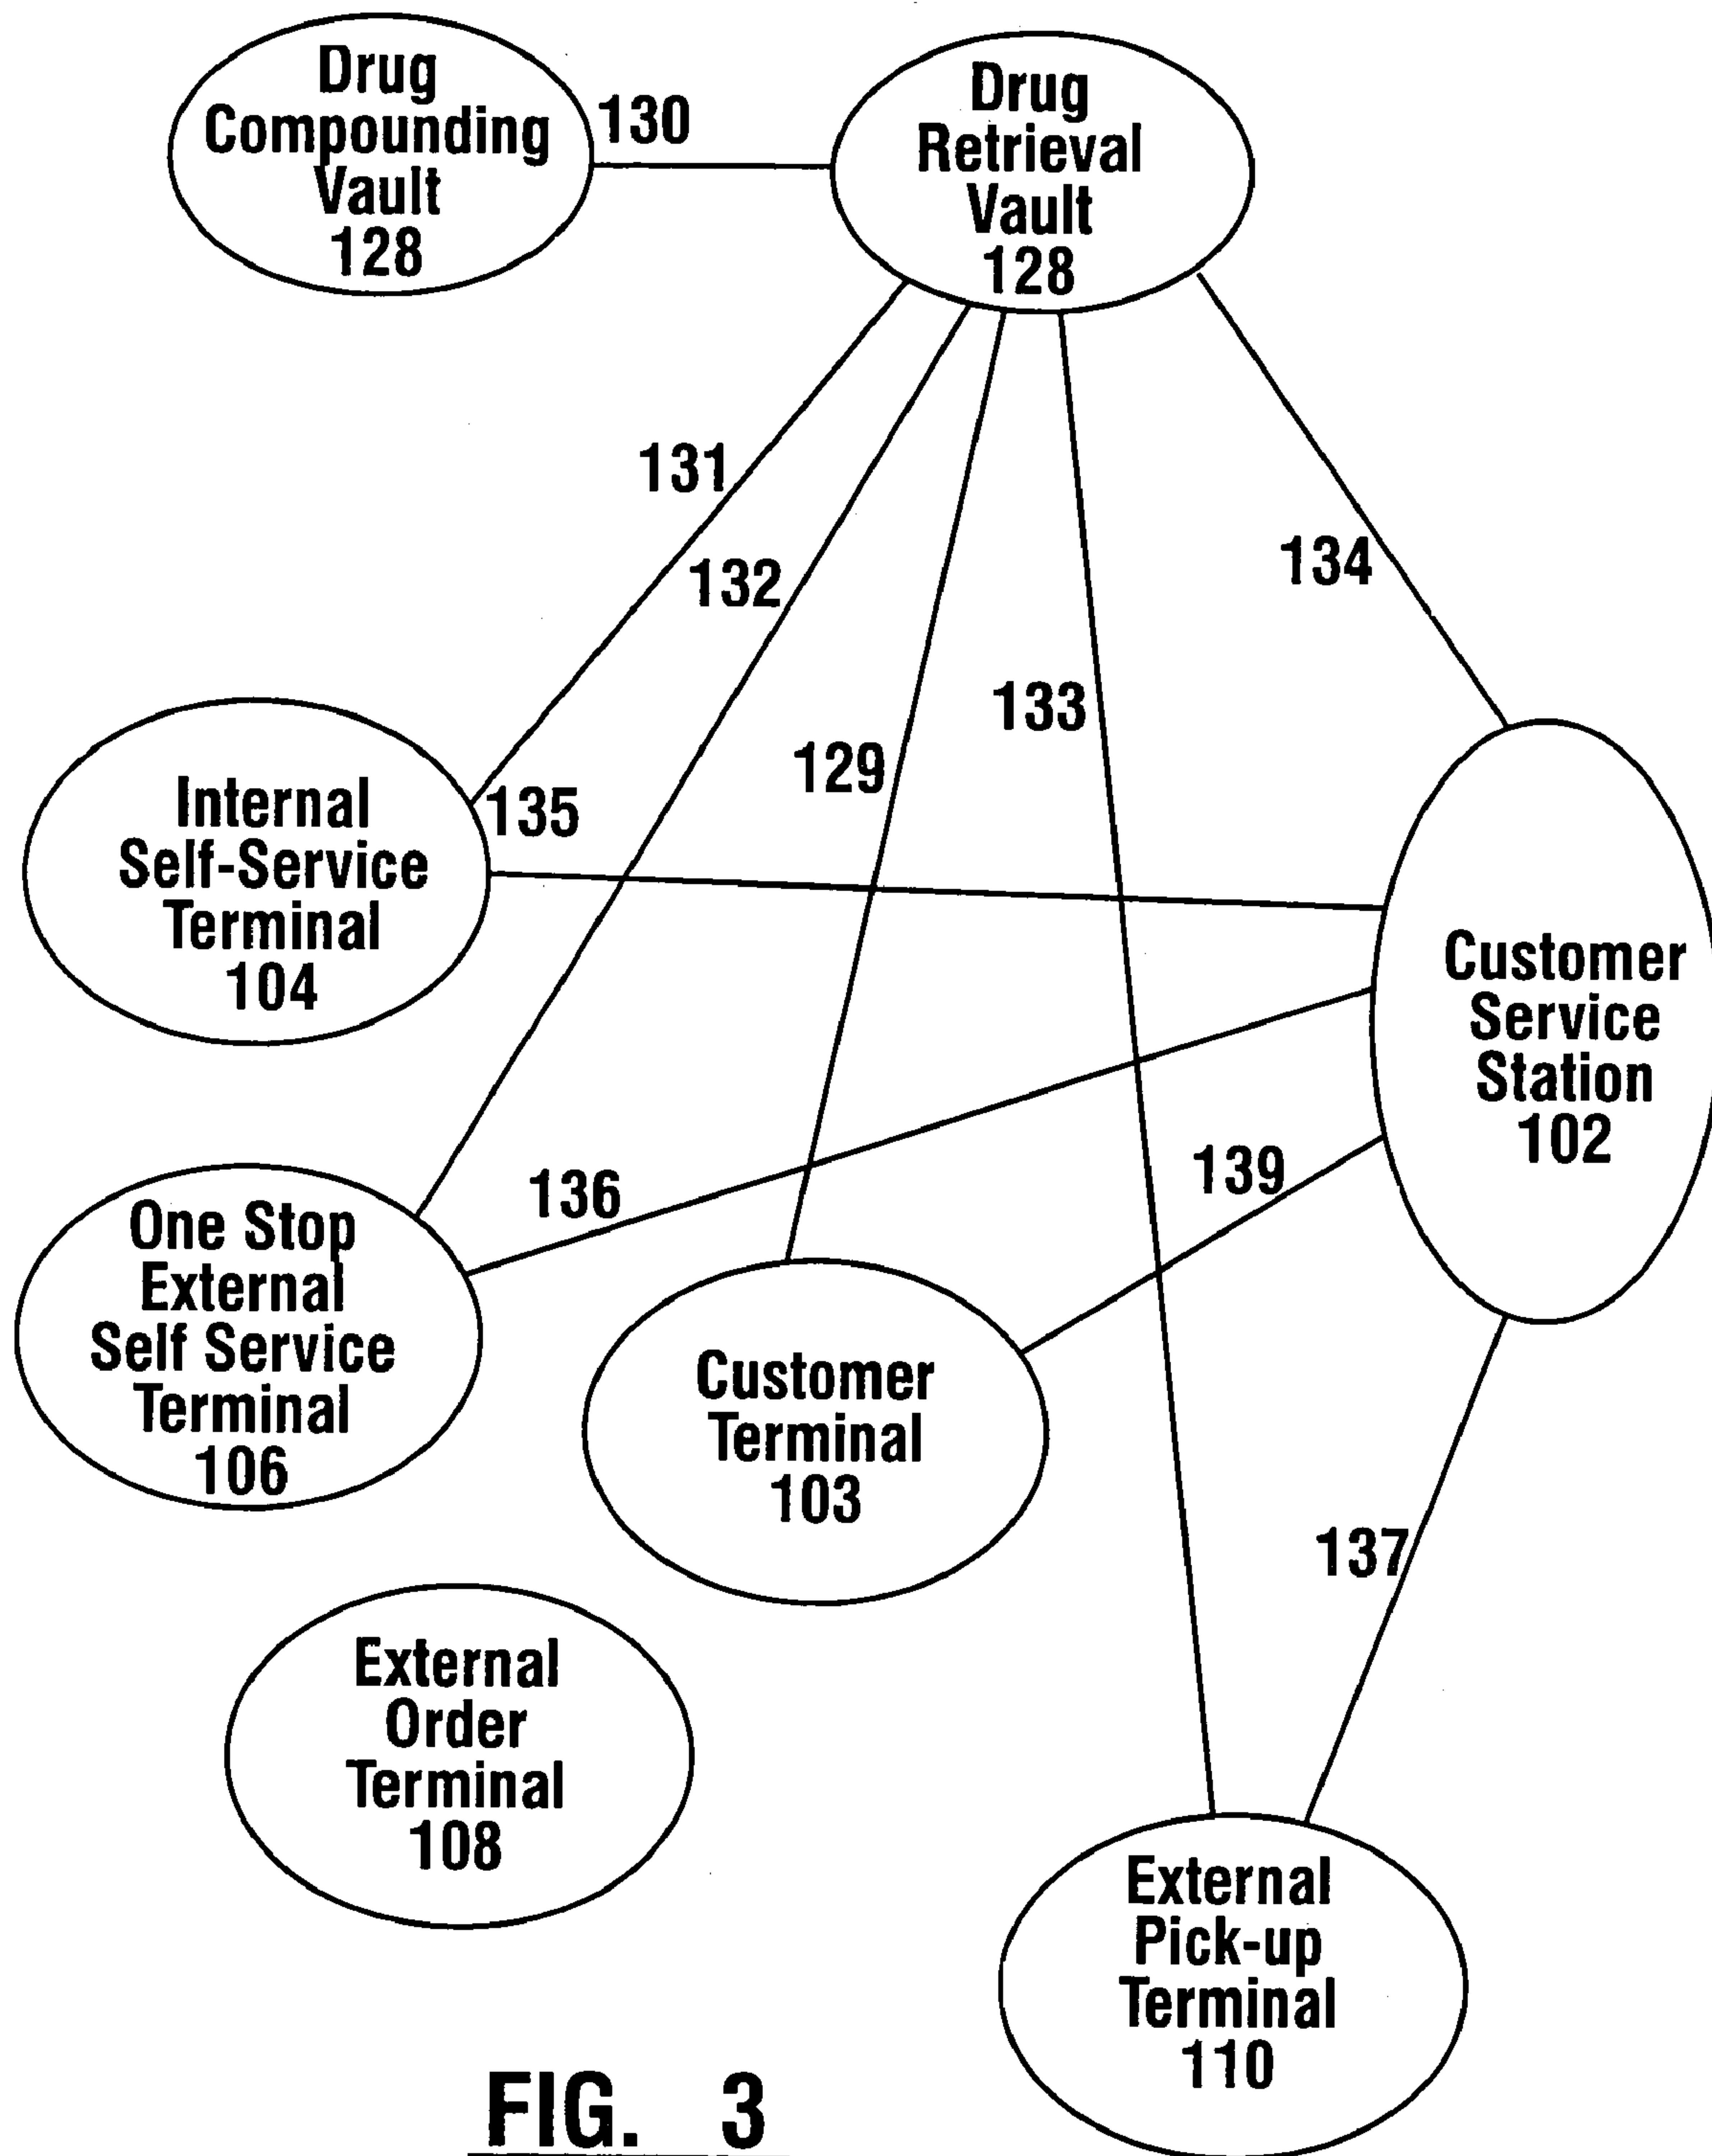 Drug
Compounding
Vault
128
130
Drug
Retrieval
Vault
128
131
132
134
133
129
Internal
Self-Service
Terminal
104
135
Customer
Service
Station
102
One Stop
External
Self Service
Terminal
106
136
139
Customer
Terminal
103
137
External
Order
Terminal
108
External
Pick-up
Terminal
110
FIG. 3